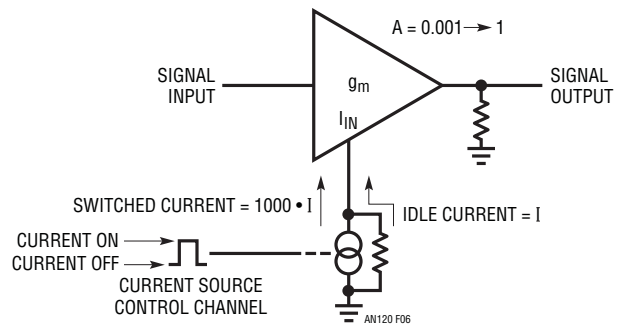 A = 0.001→ 1
SIGNAL
INPUT
gm
SIGNAL
OUTPUT
IIN
SWITCHED CURRENT = 1000 • I
IDLE CURRENT = I
CURRENT ON
CURRENT OFF
CURRENT SOURCE
CONTROL CHANNEL
AN120 F06